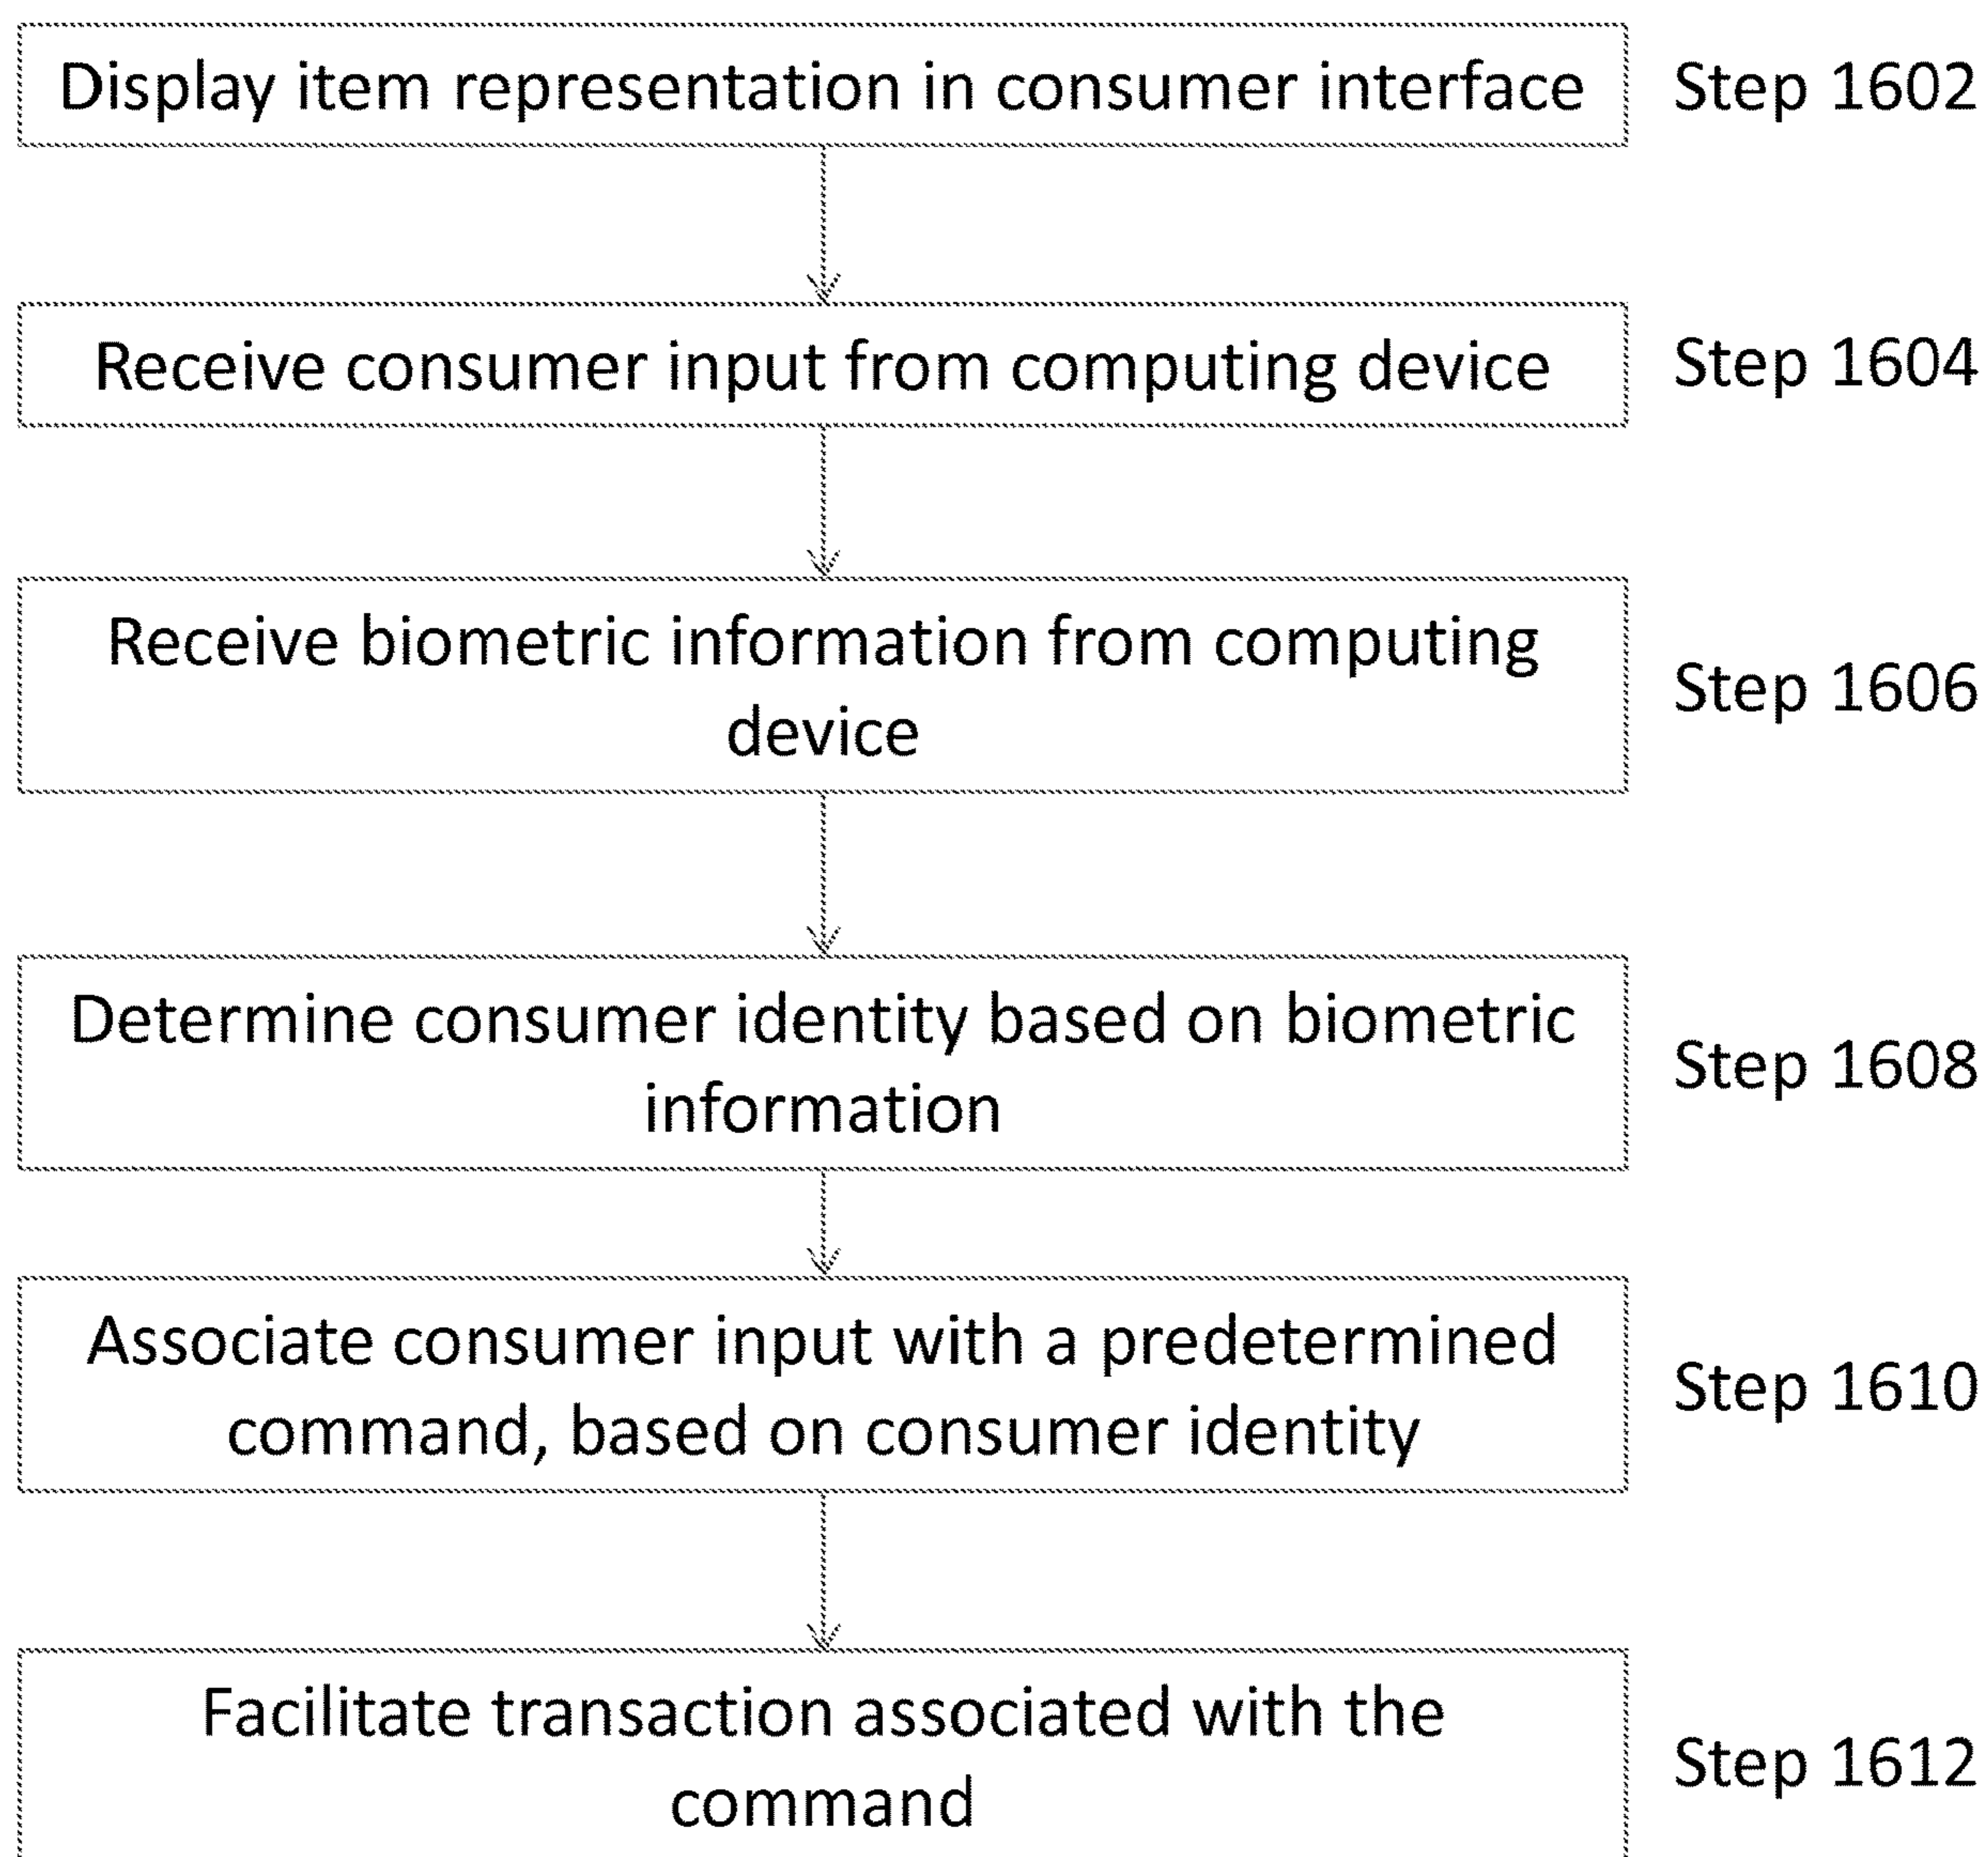 Display item representation in consumer interface
Step 1602
Receive consumer input from computing device
Step 1604
Receive biometric information from computing
device
Step 1606
Determine consumer identity based on biometric
information
Step 1608
Associate consumer input with a predetermined
command, based on consumer identity
Step 1610
Facilitate transaction associated with the
command
Step 1612